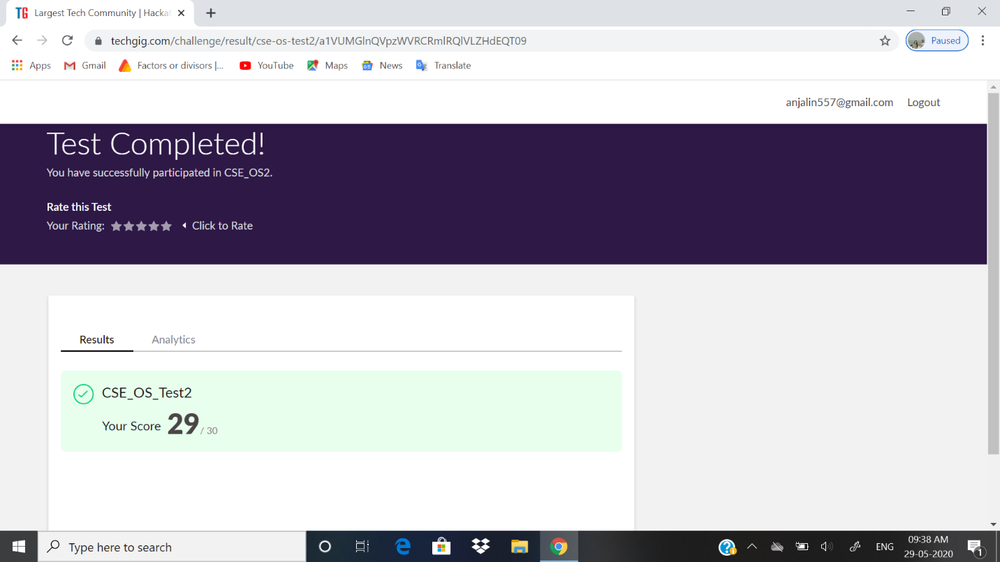 TG Largest Tech Community | Hacka
techgig.com/challenge/result/cse-os-test2/a1VUMGlnQVpzWVRCRmlRQlVLZHdEQT09
Paused
Apps Gmail Factors or divisors |... YouTube Maps News Translate
anjalin557@gmail.com Logout
Test Completed!
You have successfully participated in CSE_OS2.
Rate this Test
Your Rating: Click to Rate
Results Analytics
CSE_OS_Test2
Your Score 29 / 30
Type here to search
ENG
09:38 AM
29-05-2020
1